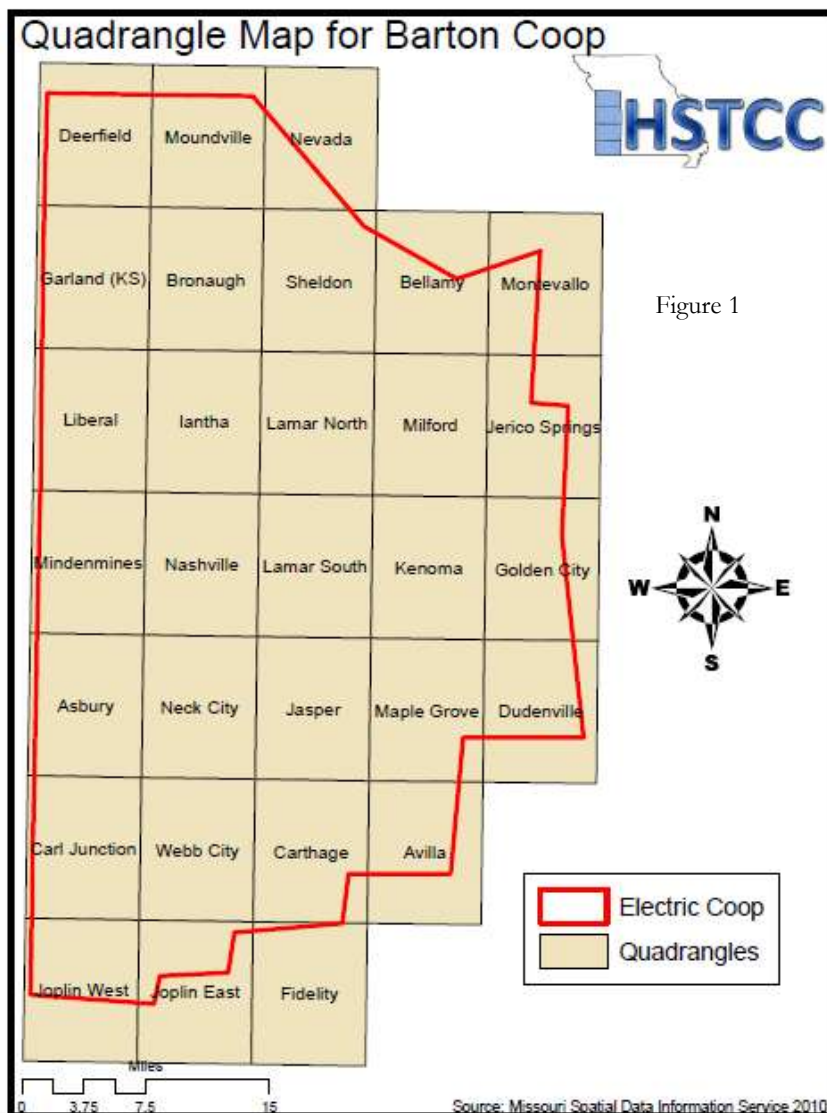 Quadrangle Map for Barton Coop
HSTCC
Deerfield Moundville Nevada
Garland (KS) Bronaugh Sheldon Bellamy Montevallo
Figure 1
Liberal Iantha Lamar North Milford Jerico Springs
Mindenmines Nashville Lamar South Kenoma Golden City
N
W E
S
Asbury Neck City Jasper Maple Grove Dudenville
Carl Junction Webb City Carthage Avilla
Electric Coop
Quadrangles
Joplin West Joplin East Fidelity
Miles
0 3.75 7.5 15
Source: Missouri Spatial Data Information Service 2010